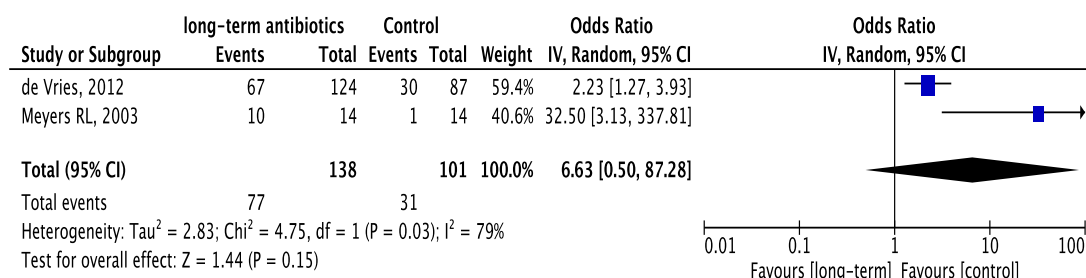 long-term antibiotics Control Odds Ratio Odds Ratio
Study or Subgroup Events Total Events Total Weight IV, Random, 95% CI IV, Random, 95% CI
de Vries, 2012 67 124 30 87 59.4% 2.23 [1.27, 3.93]
Meyers RL, 2003 10 14 1 14 40.6% 32.50 [3.13, 337.81]
Total (95% CI) 138 101 100.0% 6.63 [0.50, 87.28]
Total events 77 31
Heterogeneity: Tau² = 2.83; Chi² = 4.75, df = 1 (P = 0.03); I² = 79%
Test for overall effect: Z = 1.44 (P = 0.15)
0.01 0.1 1 10 100
Favours [long-term] Favours [control]